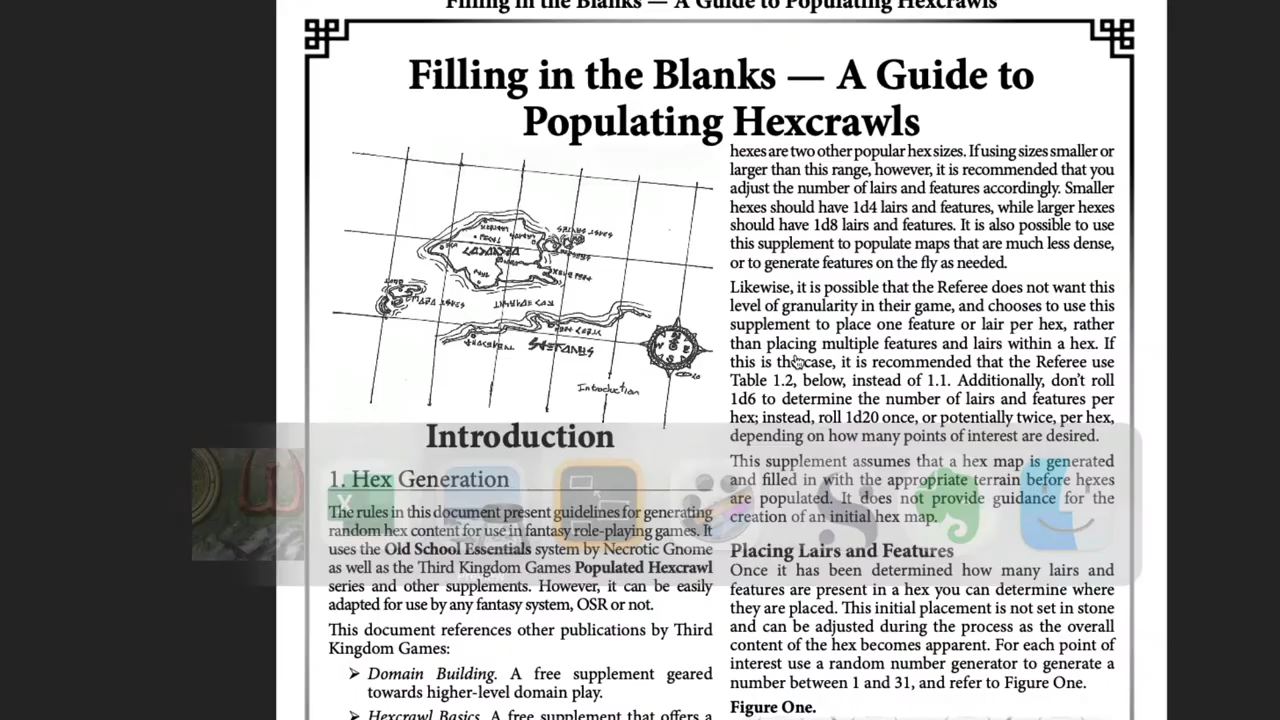 Filling in the Blanks — A Guide to Populating Hexcrawls
Filling in the Blanks — A Guide to
Populating Hexcrawls
W
E
S
Introduction
Introduction
1. Hex Generation
The rules in this document present guidelines for generating
random hex content for use in fantasy role-playing games. It
uses the Old School Essentials system by Necrotic Gnome
as well as the Third Kingdom Games Populated Hexcrawl
series and other supplements. However, it can be easily
adapted for use by any fantasy system, OSR or not.
This document references other publications by Third
Kingdom Games:
➢ Domain Building. A free supplement geared
towards higher-level domain play.
➢ Hexcrawl Basics. A free supplement that offers a
hexes are two other popular hex sizes. If using sizes smaller or
larger than this range, however, it is recommended that you
adjust the number of lairs and features accordingly. Smaller
hexes should have 1d4 lairs and features, while larger hexes
should have 1d8 lairs and features. It is also possible to use
this supplement to populate maps that are much less dense,
or to generate features on the fly as needed.
Likewise, it is possible that the Referee does not want this
level of granularity in their game, and chooses to use this
supplement to place one feature or lair per hex, rather
than placing multiple features and lairs within a hex. If
this is the case, it is recommended that the Referee use
Table 1.2, below, instead of 1.1. Additionally, don't roll
1d6 to determine the number of lairs and features per
hex; instead, roll 1d20 once, or potentially twice, per hex,
depending on how many points of interest are desired.
This supplement assumes that a hex map is generated
and filled in with the appropriate terrain before hexes
are populated. It does not provide guidance for the
creation of an initial hex map.
Placing Lairs and Features
Once it has been determined how many lairs and
features are present in a hex you can determine where
they are placed. This initial placement is not set in stone
and can be adjusted during the process as the overall
content of the hex becomes apparent. For each point of
interest use a random number generator to generate a
number between 1 and 31, and refer to Figure One.
Figure One.